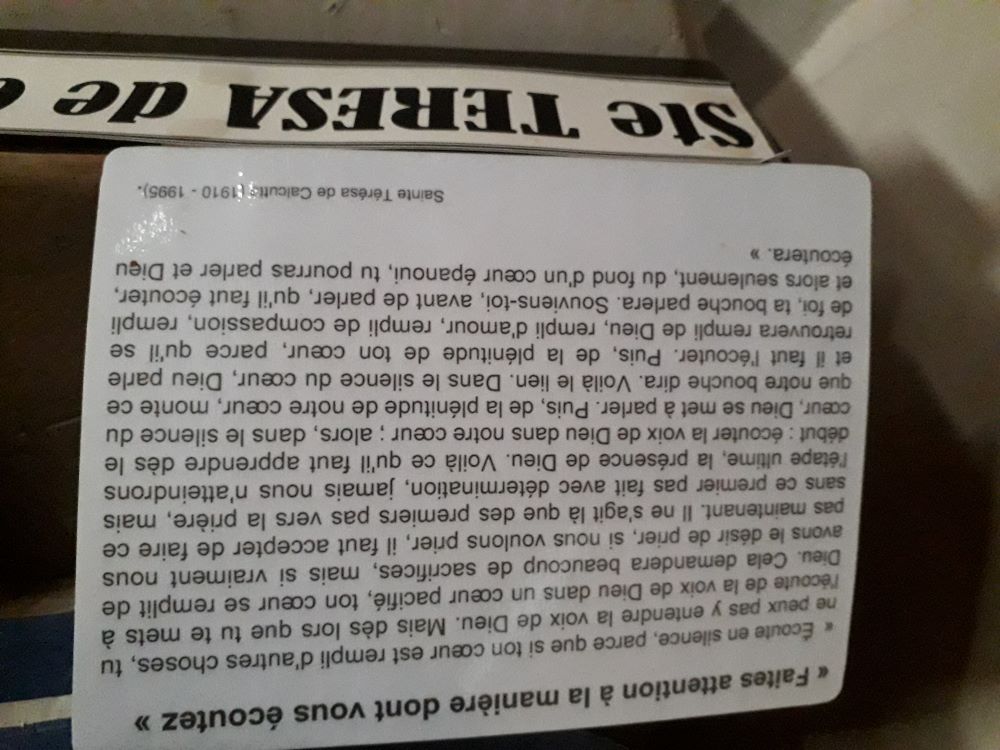 « Faites attention à la manière dont vous écoutez »
« Écoute en silence, parce que si ton cœur est rempli d'autres choses, tu
ne peux pas y entendre la voix de Dieu. Mais dès lors que tu te mets à
l'écoute de la voix de Dieu dans un cœur pacifié, ton cœur se remplit de
Dieu. Cela demandera beaucoup de sacrifices, mais si vraiment nous
avons le désir de prier, si nous voulons prier, il faut accepter de faire ce
pas maintenant. Il ne s'agit là que des premiers pas vers la prière, mais
sans ce premier pas fait avec détermination, jamais nous n'atteindrons
l'étape ultime, la présence de Dieu. Voilà ce qu'il faut apprendre dès le
début : écouter la voix de Dieu dans notre cœur ; alors, dans le silence du
cœur, Dieu se met à parler. Puis, de la plénitude de notre cœur, monte ce
que notre bouche dira. Voilà le lien. Dans le silence du cœur, Dieu parle
et il faut l'écouter. Puis, de la plénitude de ton cœur, parce qu'il se
retrouvera rempli de Dieu, rempli d'amour, rempli de compassion, rempli
de foi, ta bouche parlera. Souviens-toi, avant de parler, qu'il faut écouter,
et alors seulement, du fond d'un cœur épanoui, tu pourras parler et Dieu
écoutera. »
Sainte Térésa de Calcutta (1910 - 1995).
Ste TERESA de